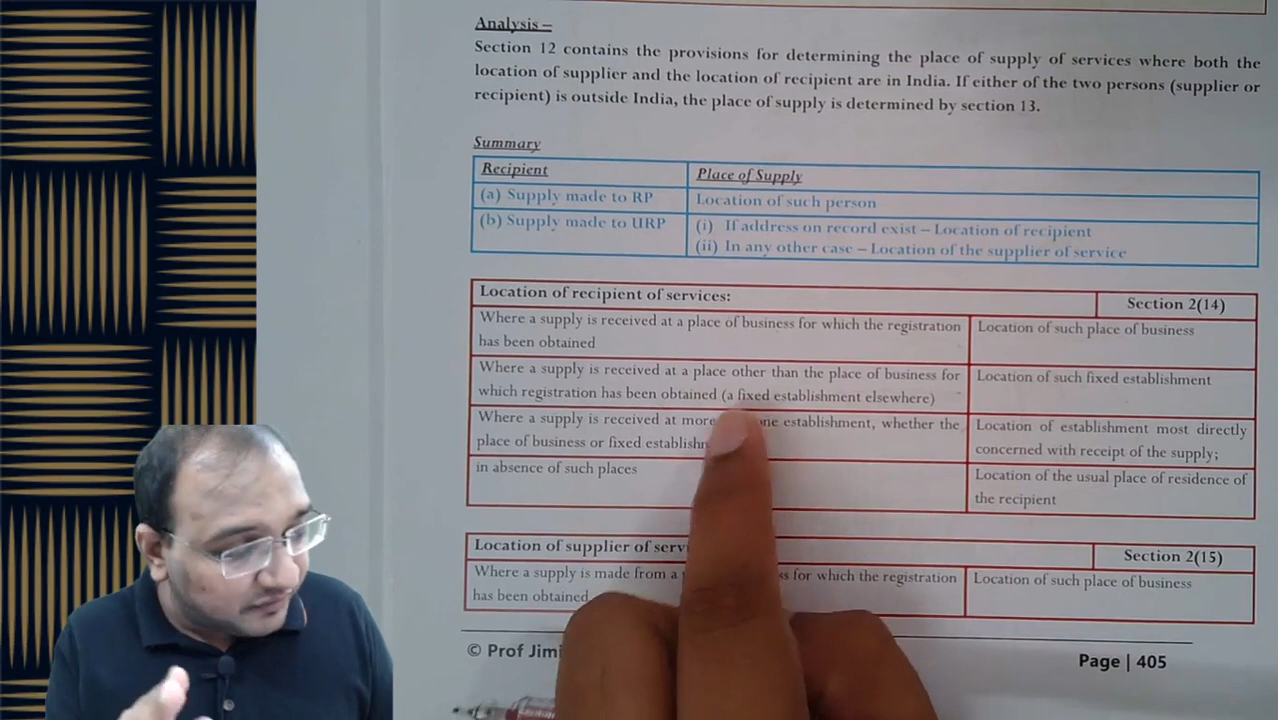 Analysis –
Section 12 contains the provisions for determining the place of supply of services where both the
location of supplier and the location of recipient are in India. If either of the two persons (supplier or
recipient) is outside India, the place of supply is determined by section 13.
Summary
Recipient Place of Supply
(a) Supply made to RP Location of such person
(b) Supply made to URP (i) If address on record exist – Location of recipient
(ii) In any other case – Location of the supplier of service
Location of recipient of services: Section 2(14)
Where a supply is received at a place of business for which the registration Location of such place of business
has been obtained
Where a supply is received at a place other than the place of business for Location of such fixed establishment
which registration has been obtained (a fixed establishment elsewhere)
Where a supply is received at more one establishment, whether the Location of establishment most directly
place of business or fixed concerned with receipt of the supply;
in absence of such places Location of the usual place of residence of
the recipient
Location of supplier of Section 2(15)
Where a supply is made from a for which the registration Location of such place of business
has been obtained
© Prof Page | 405